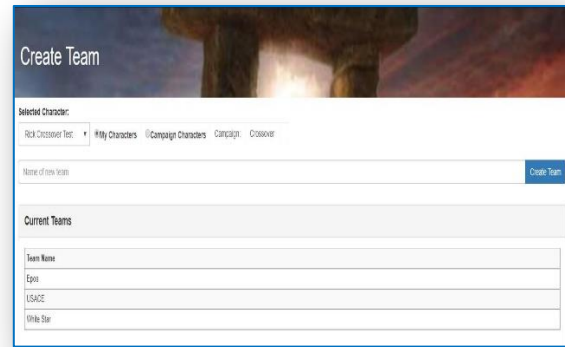 Create Team
Selected Character:
Rick Crossover Test My Characters Campaign Characters Campaign: Crossover
Name of new team Create Team
Current Teams
Team Name
Epos
USACE
White Star